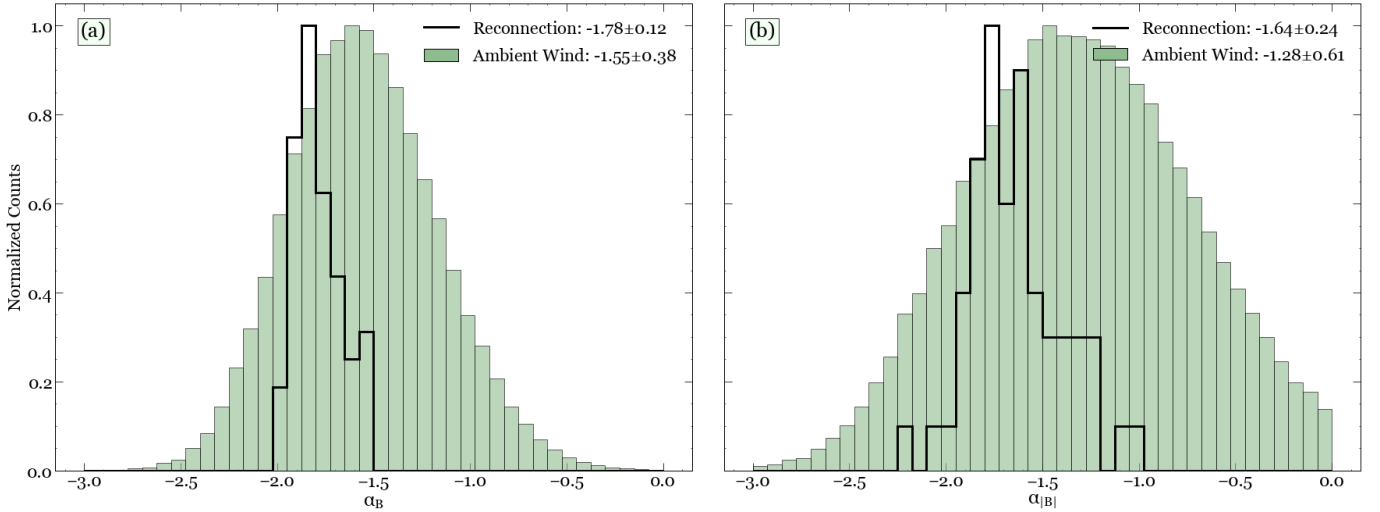 (a)
Reconnection: -1.78±0.12
Ambient Wind: -1.55±0.38
Normalized Counts
1.0
0.8
0.6
0.4
0.2
0.0
−3.0 −2.5 −2.0 −1.5 −1.0 −0.5 0.0
αB
(b)
Reconnection: -1.64±0.24
Ambient Wind: -1.28±0.61
−3.0 −2.5 −2.0 −1.5 −1.0 −0.5 0.0
α|B|